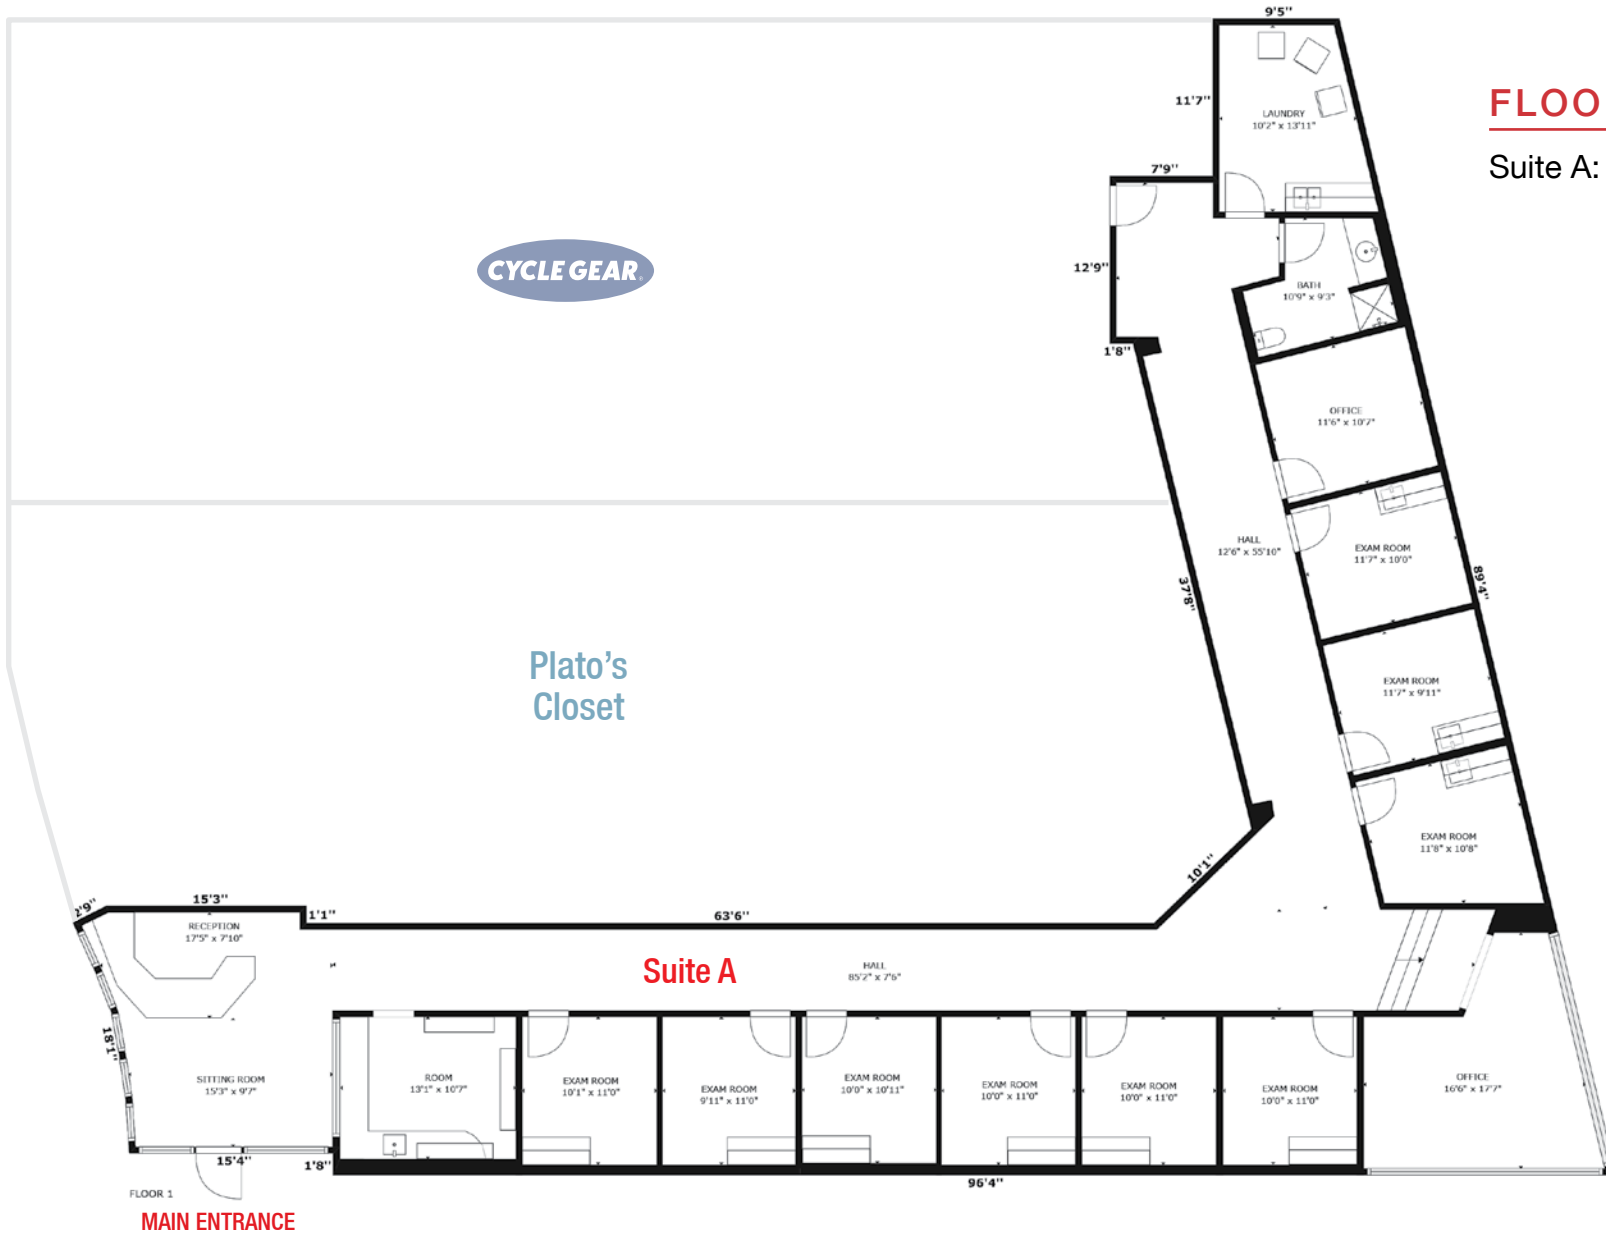 9'5"
11'7"
LAUNDRY
10'2" x 13'11"
FLOO
Suite A:
7'9"
12'9"
CYCLE GEAR
BATH
10'9" x 9'3"
1'8"
OFFICE
11'6" x 10'7"
HALL
12'6" x 55'10"
EXAM ROOM
11'7" x 10'0"
37'8"
89'4"
Plato's
Closet
EXAM ROOM
11'7" x 9'11"
EXAM ROOM
11'8" x 10'8"
10'1"
2'9"
15'3"
1'1"
63'6"
RECEPTION
17'5" x 7'10"
Suite A
HALL
85'2" x 7'6"
18'1"
SITTING ROOM
15'3" x 9'7"
ROOM
13'1" x 10'7"
EXAM ROOM
10'1" x 11'0"
EXAM ROOM
9'11" x 11'0"
EXAM ROOM
10'0" x 10'11"
EXAM ROOM
10'0" x 11'0"
EXAM ROOM
10'0" x 11'0"
EXAM ROOM
10'0" x 11'0"
OFFICE
16'6" x 17'7"
15'4"
1'8"
96'4"
FLOOR 1
MAIN ENTRANCE